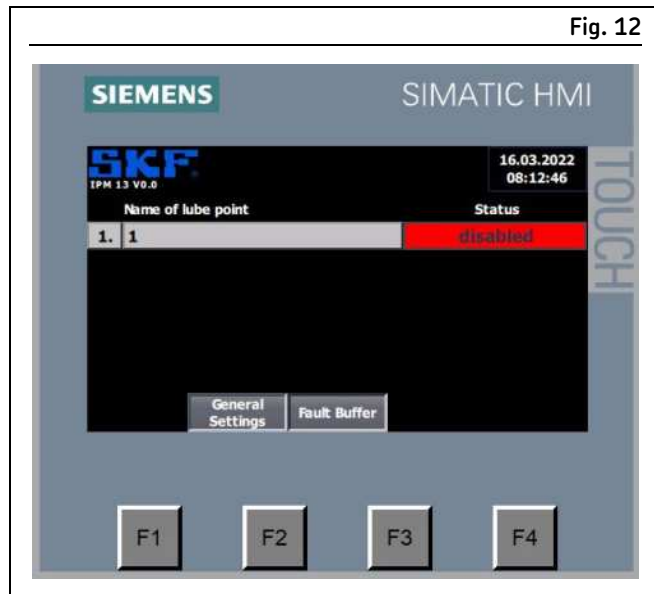 Fig. 12
SIEMENS
SIMATIC HMI
SKF
16.03.2022
IPM 13 V0.0
08:12:46
Name of lube point
Status
1.
1
disabled
TOUCH
General
Settings
Fault Buffer
F1
F2
F3
F4